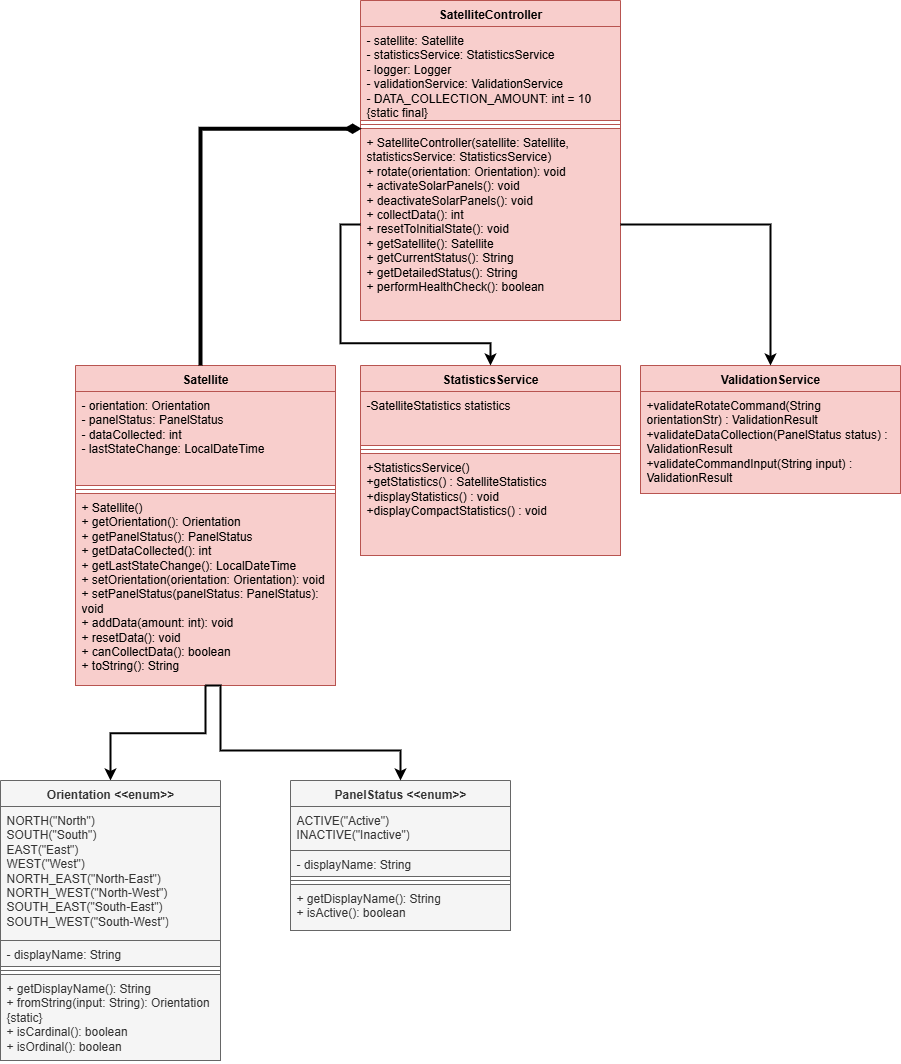 SatelliteController
- satellite: Satellite
- statisticsService: StatisticsService
- logger: Logger
- validationService: ValidationService
- DATA_COLLECTION_AMOUNT: int = 10
{static final}
+ SatelliteController(satellite: Satellite,
statisticsService: StatisticsService)
+ rotate(orientation: Orientation): void
+ activateSolarPanels(): void
+ deactivateSolarPanels(): void
+ collectData(): int
+ resetToInitialState(): void
+ getSatellite(): Satellite
+ getCurrentStatus(): String
+ getDetailedStatus(): String
+ performHealthCheck(): boolean
Satellite
- orientation: Orientation
- panelStatus: PanelStatus
- dataCollected: int
- lastStateChange: LocalDateTime
+ Satellite()
+ getOrientation(): Orientation
+ getPanelStatus(): PanelStatus
+ getDataCollected(): int
+ getLastStateChange(): LocalDateTime
+ setOrientation(orientation: Orientation): void
+ setPanelStatus(panelStatus: PanelStatus):
void
+ addData(amount: int): void
+ resetData(): void
+ canCollectData(): boolean
+ toString(): String
StatisticsService
-SatelliteStatistics statistics
+StatisticsService()
+getStatistics() : SatelliteStatistics
+displayStatistics() : void
+displayCompactStatistics() : void
ValidationService
+validateRotateCommand(String
orientationStr) : ValidationResult
+validateDataCollection(PanelStatus status) :
ValidationResult
+validateCommandInput(String input) :
ValidationResult
Orientation <<enum>>
NORTH("North")
SOUTH("South")
EAST("East")
WEST("West")
NORTH_EAST("North-East")
NORTH_WEST("North-West")
SOUTH_EAST("South-East")
SOUTH_WEST("South-West")
- displayName: String
+ getDisplayName(): String
+ fromString(input: String): Orientation
{static}
+ isCardinal(): boolean
+ isOrdinal(): boolean
PanelStatus <<enum>>
ACTIVE("Active")
INACTIVE("Inactive")
- displayName: String
+ getDisplayName(): String
+ isActive(): boolean